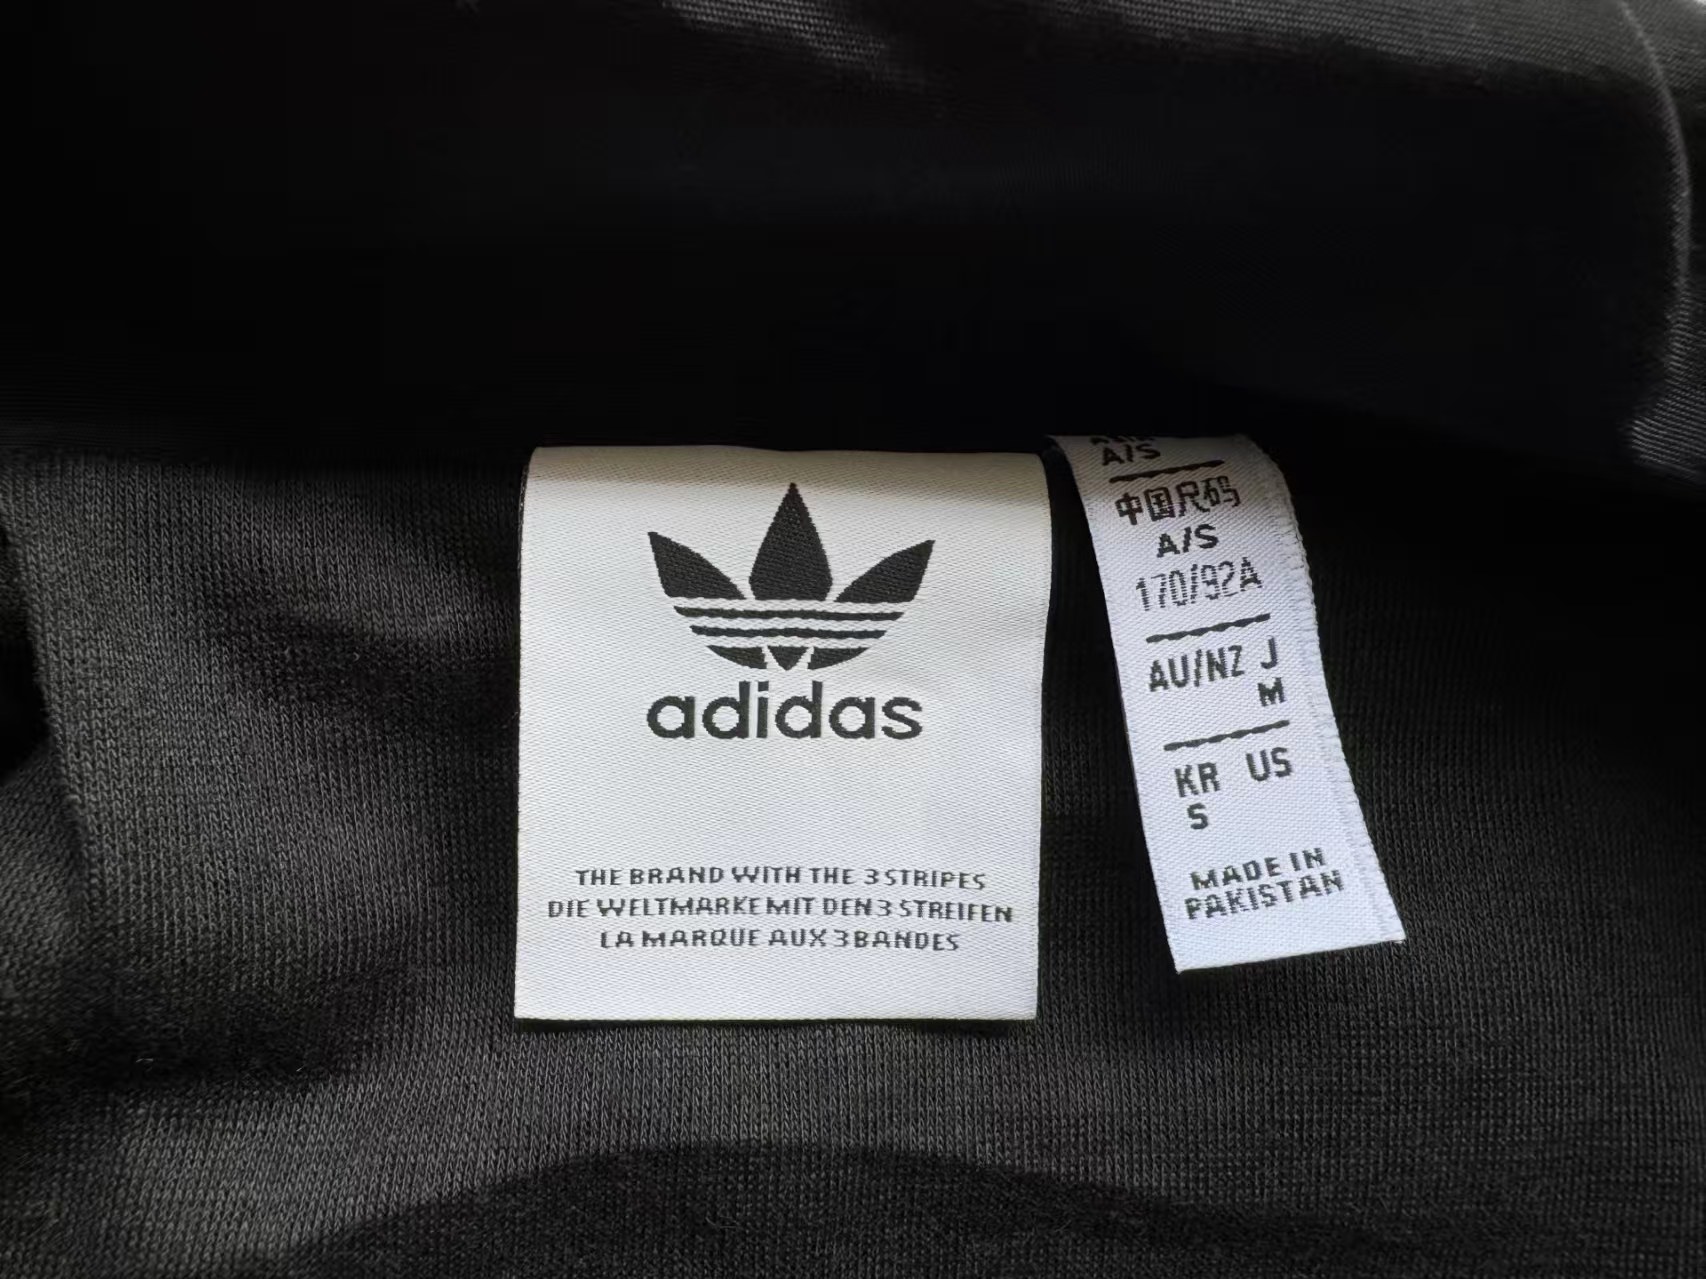 adidas
THE BRAND WITH THE 3 STRIPES
DIE WELTMARKE MIT DEN 3 STREIFEN
LA MARQUE AUX 3 BANDES
A/S
中国尺码
A/S
170/92A
AU/NZ J
M
KR US
S
MADE IN
PAKISTAN